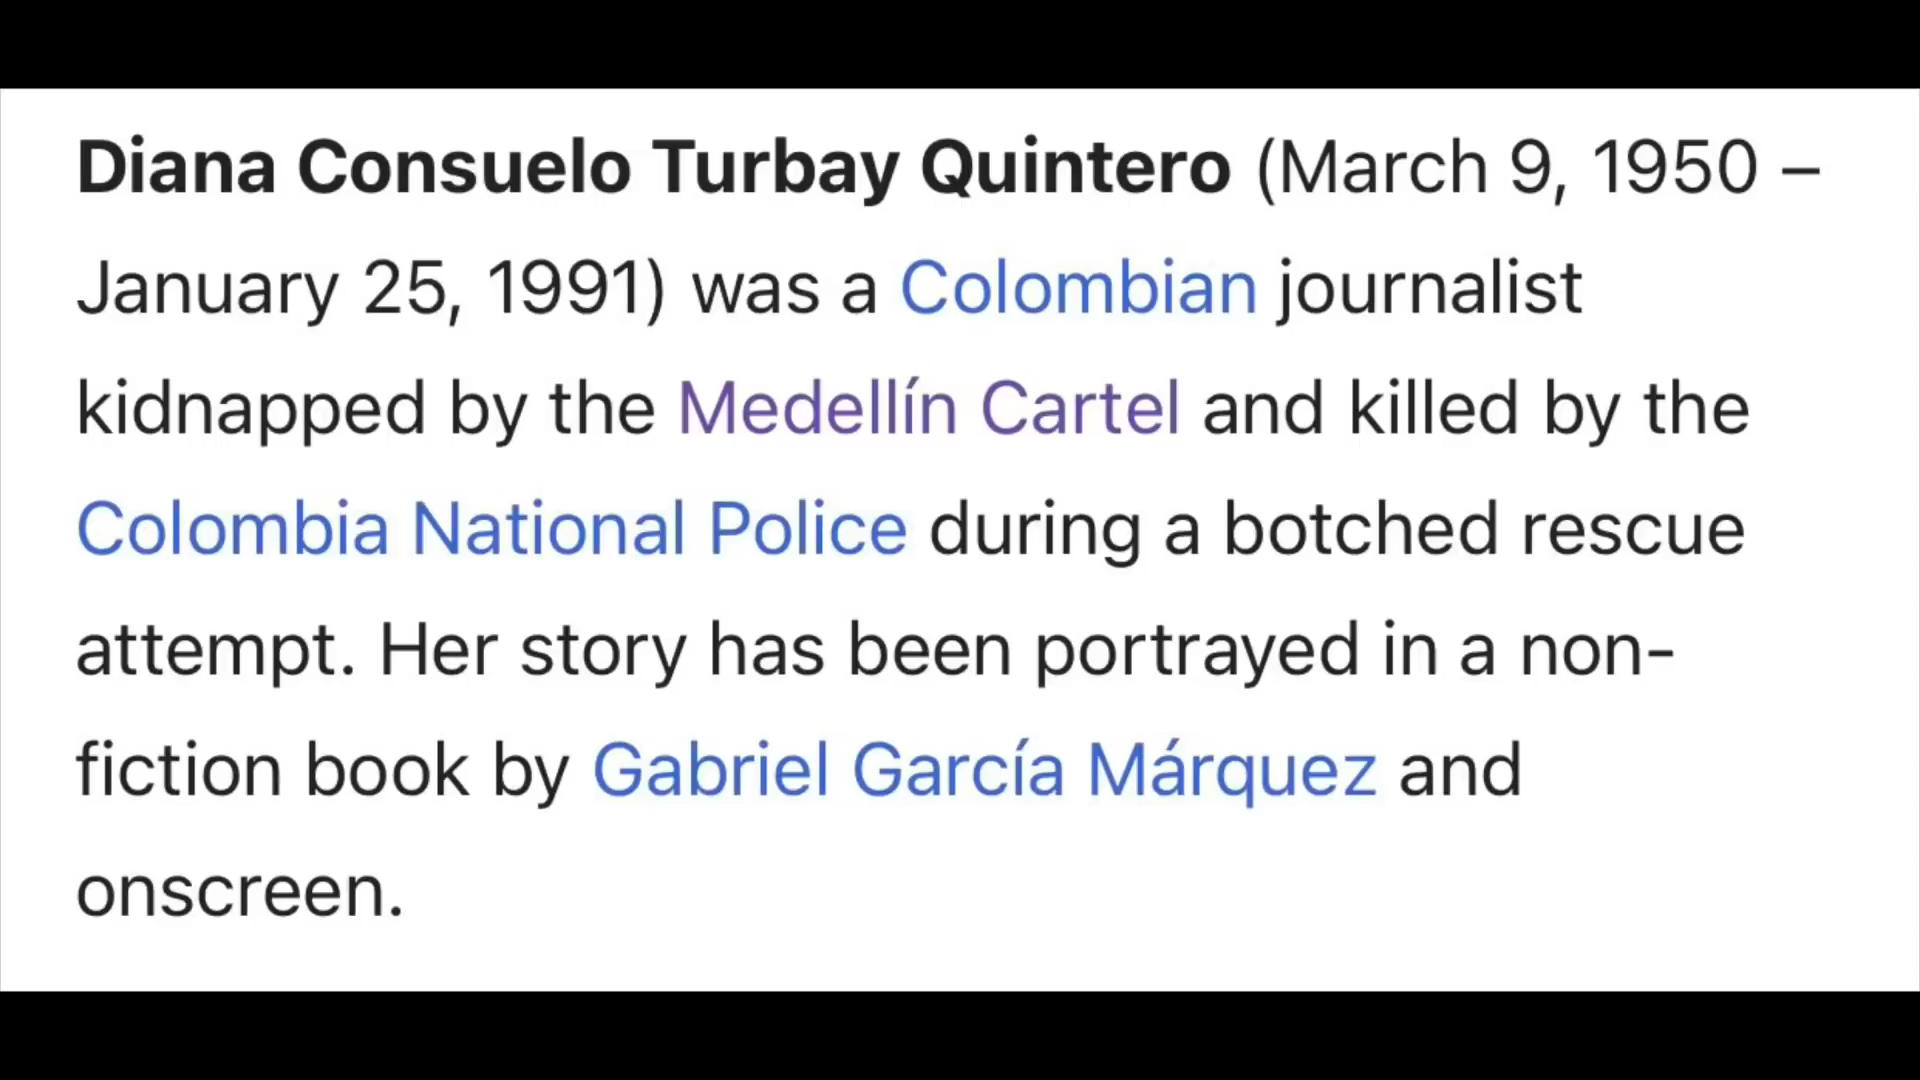 Diana Consuelo Turbay Quintero (March 9, 1950 –
January 25, 1991) was a Colombian journalist
kidnapped by the Medellín Cartel and killed by the
Colombia National Police during a botched rescue
attempt. Her story has been portrayed in a non-
fiction book by Gabriel García Márquez and
onscreen.